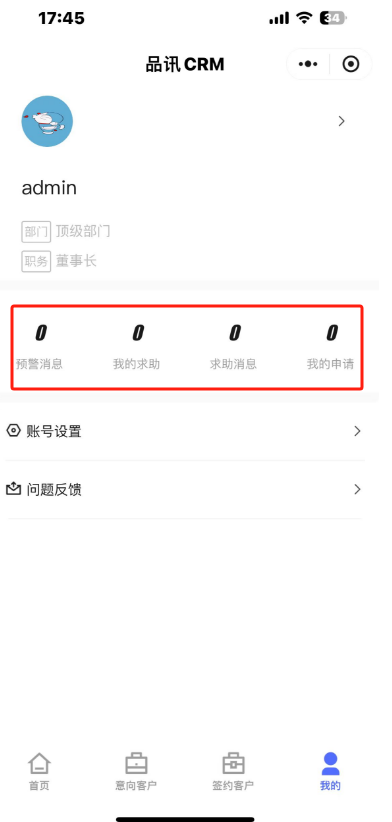 17:45
34
品讯 CRM
admin
部门 顶级部门
职务 董事长
0 0 0 0
预警消息 我的求助 求助消息 我的申请
账号设置
问题反馈
首页 意向客户 签约客户 我的